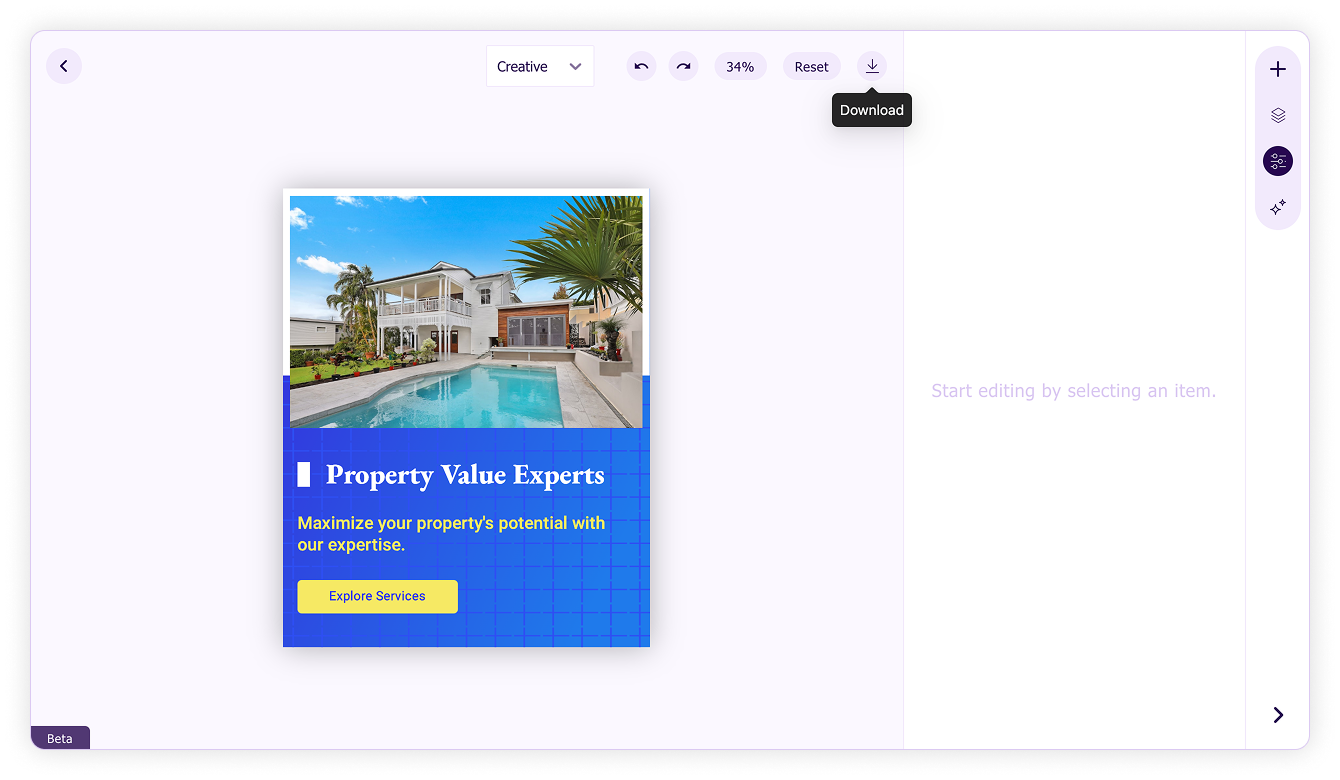 Creative
34%
Reset
Download
Start editing by selecting an item.
Property Value Experts
Maximize your property's potential with
our expertise.
Explore Services
Beta